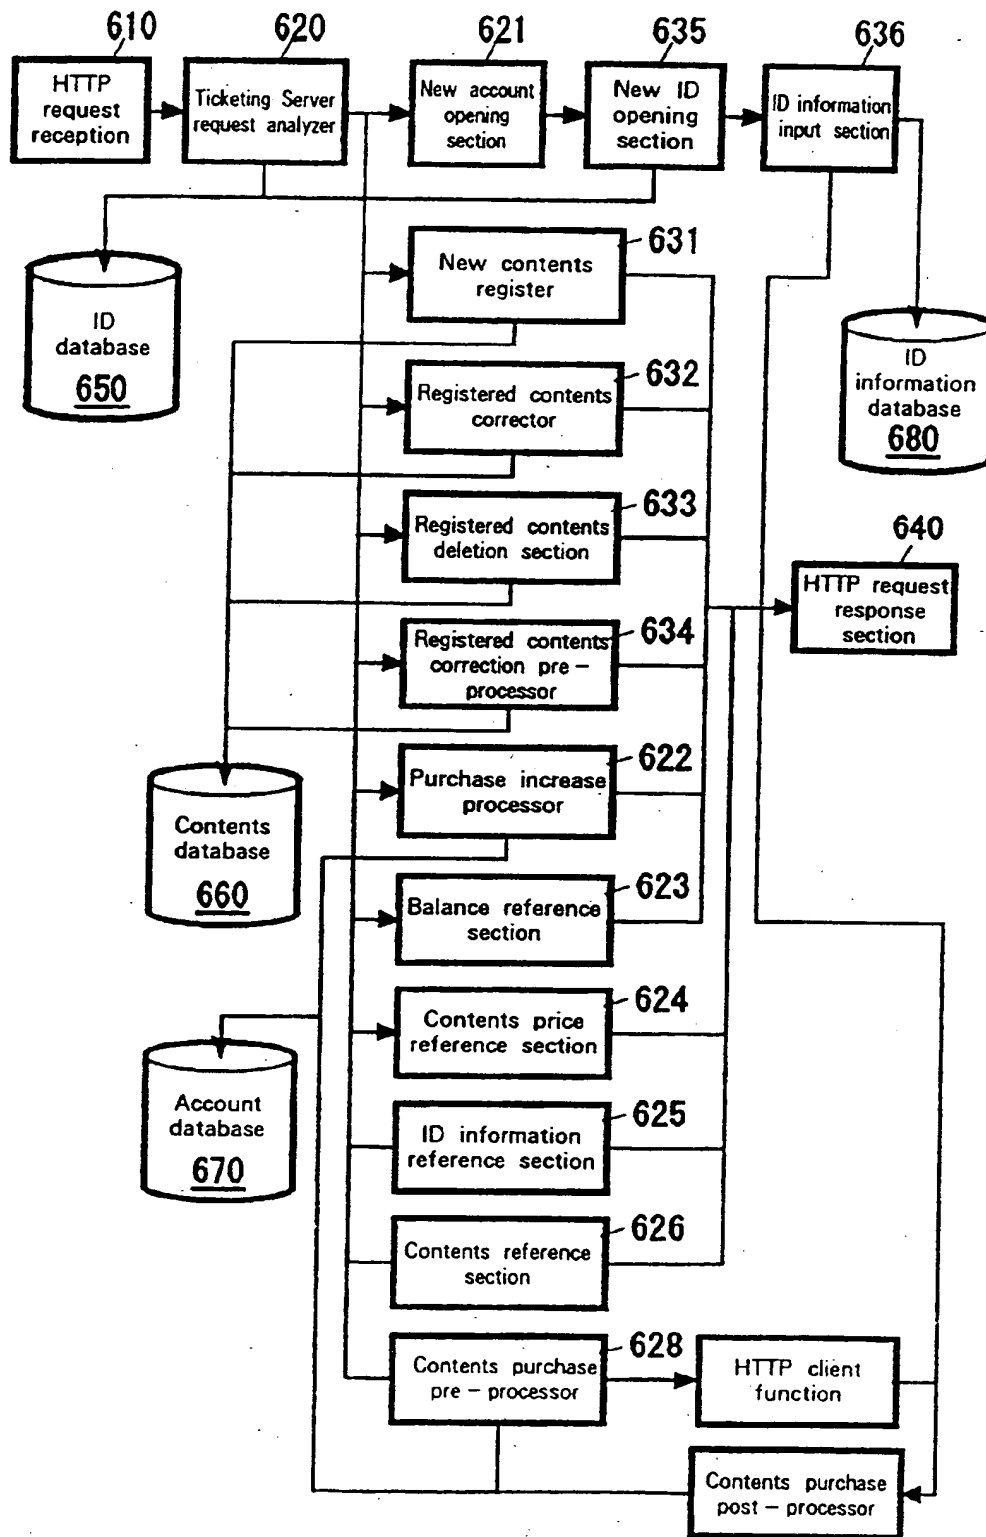 610
620
621
635
636
HTTP
request
reception
Ticketing Server
request analyzer
New account
opening
section
New ID
opening
section
ID information
input section
631
New contents
register
ID
database
650
632
Registered contents
corrector
ID
information
database
680
633
Registered contents
deletion section
640
HTTP request
response
section
634
Registered contents
correction pre-
processor
622
Purchase increase
processor
Contents
database
660
623
Balance reference
section
624
Contents price
reference section
Account
database
670
625
ID information
reference section
626
Contents reference
section
628
Contents purchase
pre-processor
HTTP client
function
Contents purchase
post-processor